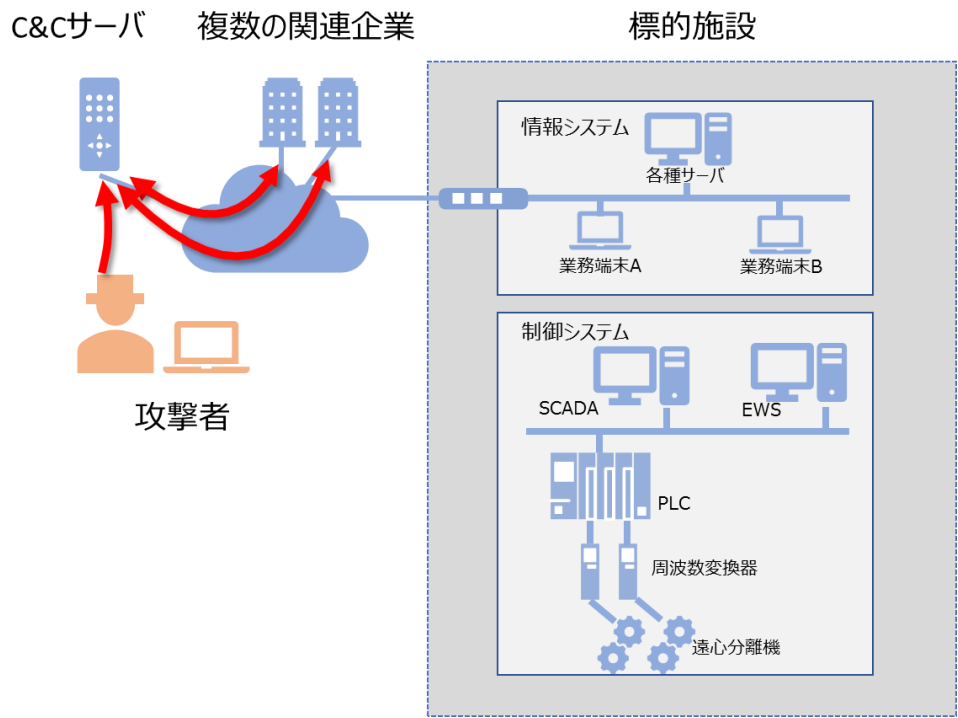 C&Cサーバ
複数の関連企業
標的施設
情報システム
各種サーバ
業務端末A
業務端末B
攻撃者
制御システム
SCADA
EWS
PLC
周波数変換器
遠心分離機